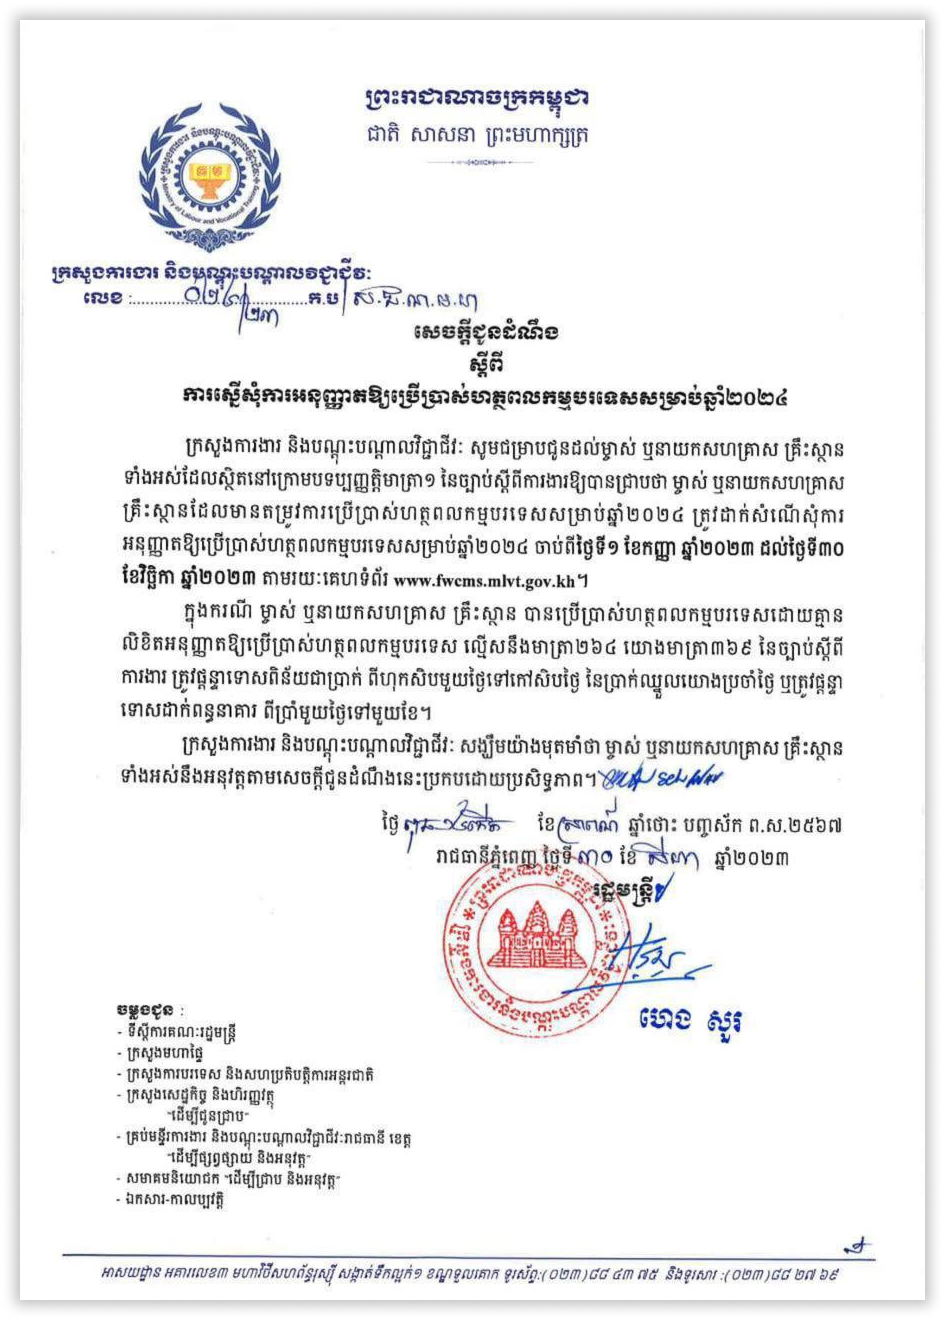 ព្រះរាជាណាចក្រកម្ពុជា
ជាតិ សាសនា ព្រះមហាក្សត្រ
ក្រសួងការងារ និងបណ្តុះបណ្តាលវិជ្ជាជីវៈ
Ministry of Labour and Vocational Training
ក្រសួងការងារ និងបណ្តុះបណ្តាលវិជ្ជាជីវៈ
លេខ :.......................ក.ប
សេចក្តីជូនដំណឹង
ស្តីពី
ការស្នើសុំការអនុញ្ញាតឱ្យប្រើប្រាស់ហត្ថពលកម្មបរទេសសម្រាប់ឆ្នាំ២០២៤
ក្រសួងការងារ និងបណ្តុះបណ្តាលវិជ្ជាជីវៈ សូមជម្រាបជូនដល់ម្ចាស់ ឬនាយកសហគ្រាស គ្រឹះស្ថាន
ទាំងអស់ដែលស្ថិតនៅក្រោមបទប្បញ្ញត្តិមាត្រា១ នៃច្បាប់ស្តីពីការងារឱ្យបានជ្រាបថា ម្ចាស់ ឬនាយកសហគ្រាស
គ្រឹះស្ថានដែលមានតម្រូវការប្រើប្រាស់ហត្ថពលកម្មបរទេសសម្រាប់ឆ្នាំ២០២៤ ត្រូវដាក់សំណើសុំការ
អនុញ្ញាតឱ្យប្រើប្រាស់ហត្ថពលកម្មបរទេសសម្រាប់ឆ្នាំ២០២៤ ចាប់ពីថ្ងៃទី១ ខែកញ្ញា ឆ្នាំ២០២៣ ដល់ថ្ងៃទី៣០
ខែវិច្ឆិកា ឆ្នាំ២០២៣ តាមរយៈគេហទំព័រ www.fwcms.mlvt.gov.kh។
ក្នុងករណី ម្ចាស់ ឬនាយកសហគ្រាស គ្រឹះស្ថាន បានប្រើប្រាស់ហត្ថពលកម្មបរទេសដោយគ្មាន
លិខិតអនុញ្ញាតឱ្យប្រើប្រាស់ហត្ថពលកម្មបរទេស ល្មើសនឹងមាត្រា២៦៤ យោងមាត្រា៣៦៩ នៃច្បាប់ស្តីពី
ការងារ ត្រូវផ្តន្ទាទោសពិន័យជាប្រាក់ ពីហុកសិបមួយថ្ងៃទៅកៅសិបថ្ងៃ នៃប្រាក់ឈ្នួលយោងប្រចាំថ្ងៃ ឬត្រូវផ្តន្ទា
ទោសដាក់ពន្ធនាគារ ពីប្រាំមួយថ្ងៃទៅមួយខែ។
ក្រសួងការងារ និងបណ្តុះបណ្តាលវិជ្ជាជីវៈ សង្ឃឹមយ៉ាងមុតមាំថា ម្ចាស់ ឬនាយកសហគ្រាស គ្រឹះស្ថាន
ទាំងអស់នឹងអនុវត្តតាមសេចក្តីជូនដំណឹងនេះប្រកបដោយប្រសិទ្ធភាព។
ថ្ងៃ ខែស្រាពណ៍ ឆ្នាំថោះ បញ្ចស័ក ព.ស.២៥៦៧
រាជធានីភ្នំពេញ ថ្ងៃទី៣០ ខែ សីហា ឆ្នាំ២០២៣
រដ្ឋមន្ត្រី
ហេង សួរ
ចម្លងជូន :
- ទីស្តីការគណៈរដ្ឋមន្ត្រី
- ក្រសួងមហាផ្ទៃ
- ក្រសួងការបរទេស និងសហប្រតិបត្តិការអន្តរជាតិ
- ក្រសួងសេដ្ឋកិច្ច និងហិរញ្ញវត្ថុ
"ដើម្បីជូនជ្រាប"
- គ្រប់មន្ទីរការងារ និងបណ្តុះបណ្តាលវិជ្ជាជីវៈរាជធានី ខេត្ត
"ដើម្បីផ្សព្វផ្សាយ និងអនុវត្ត"
- សមាគមនិយោជក "ដើម្បីជ្រាប និងអនុវត្ត"
- ឯកសារ-កាលប្បវត្តិ
អាសយដ្ឋាន អគារលេខ៣ មហាវិថីសហព័ន្ធរុស្ស៊ី សង្កាត់ទឹកល្អក់១ ខណ្ឌទួលគោក ទូរស័ព្ទ:(០២៣)៨៨ ៤៣ ៧៥ និងទូរសារ :(០២៣)៨៨ ២៧ ៦៩